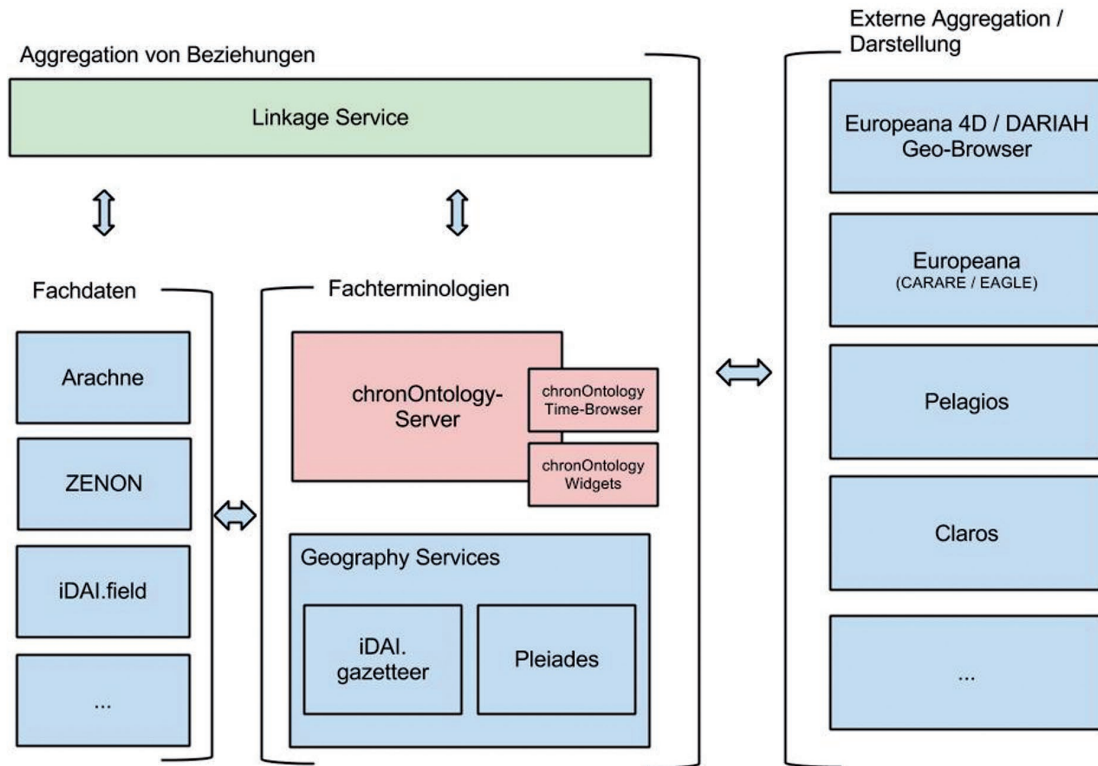 Aggregation von Beziehungen
Linkage Service
Fachdaten
Arachne
ZENON
iDAI.field
...
Fachterminologien
chronOntology-
Server
chronOntology
Time-Browser
chronOntology
Widgets
Geography Services
iDAI.
gazetteer
Pleiades
Externe Aggregation /
Darstellung
Europeana 4D / DARIAH
Geo-Browser
Europeana
(CARARE / EAGLE)
Pelagios
Claros
...